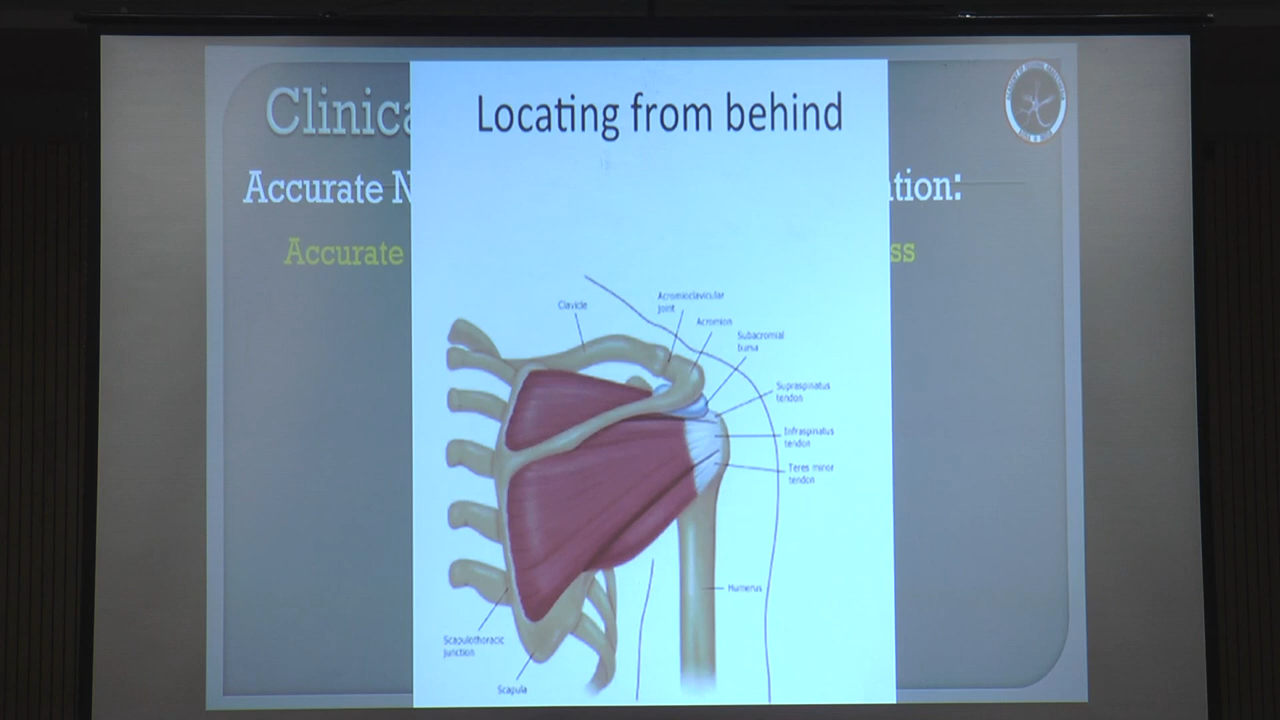 Clinica
Locating from behind
Accurate N
tion:
Accurate
ss
Clavicle
Acromioclavicular
joint
Acromion
Subacromial
bursa
Supraspinatus
tendon
Infraspinatus
tendon
Teres minor
tendon
Humerus
Scapulothoracic
junction
Scapula